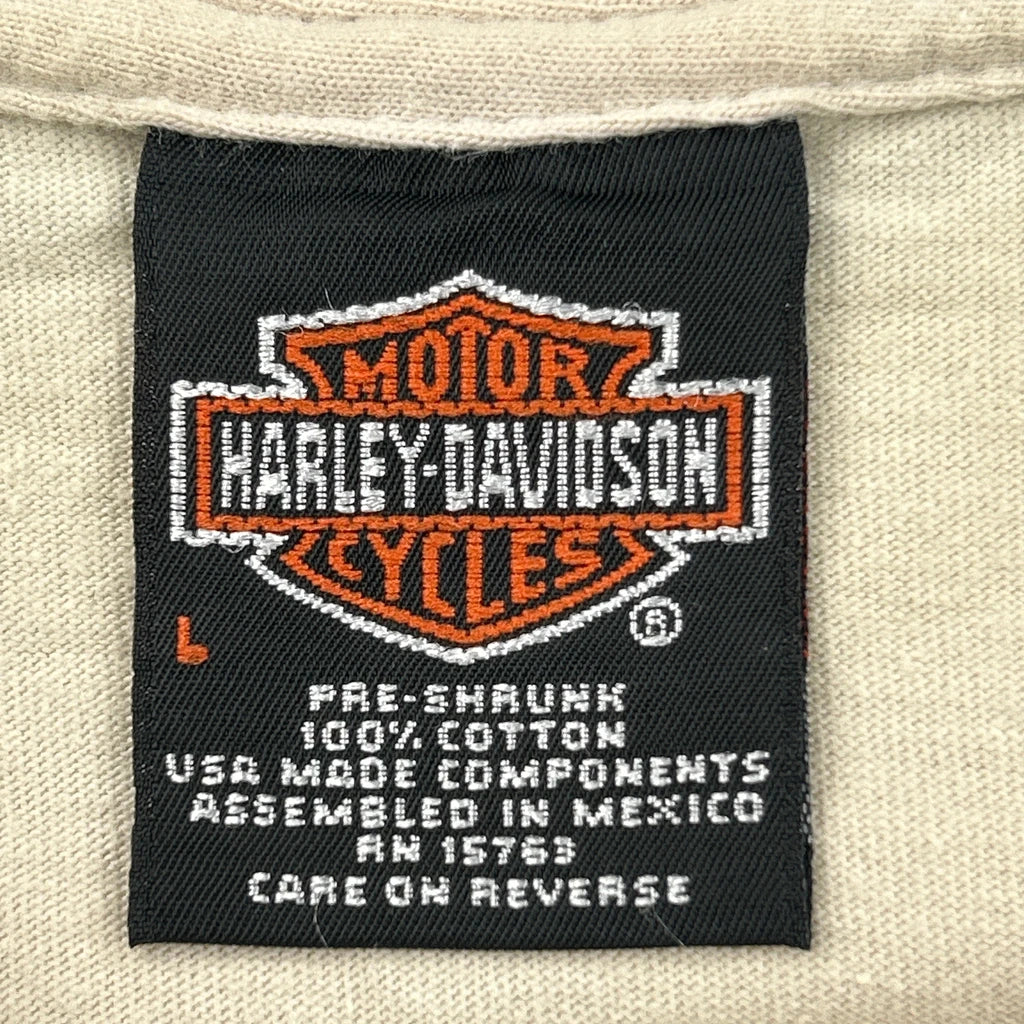 MOTOR
HARLEY-DAVIDSON
CYCLES
®
L
PRE-SHRUNK
100% COTTON
USA MADE COMPONENTS
ASSEMBLED IN MEXICO
RN 15763
CARE ON REVERSE